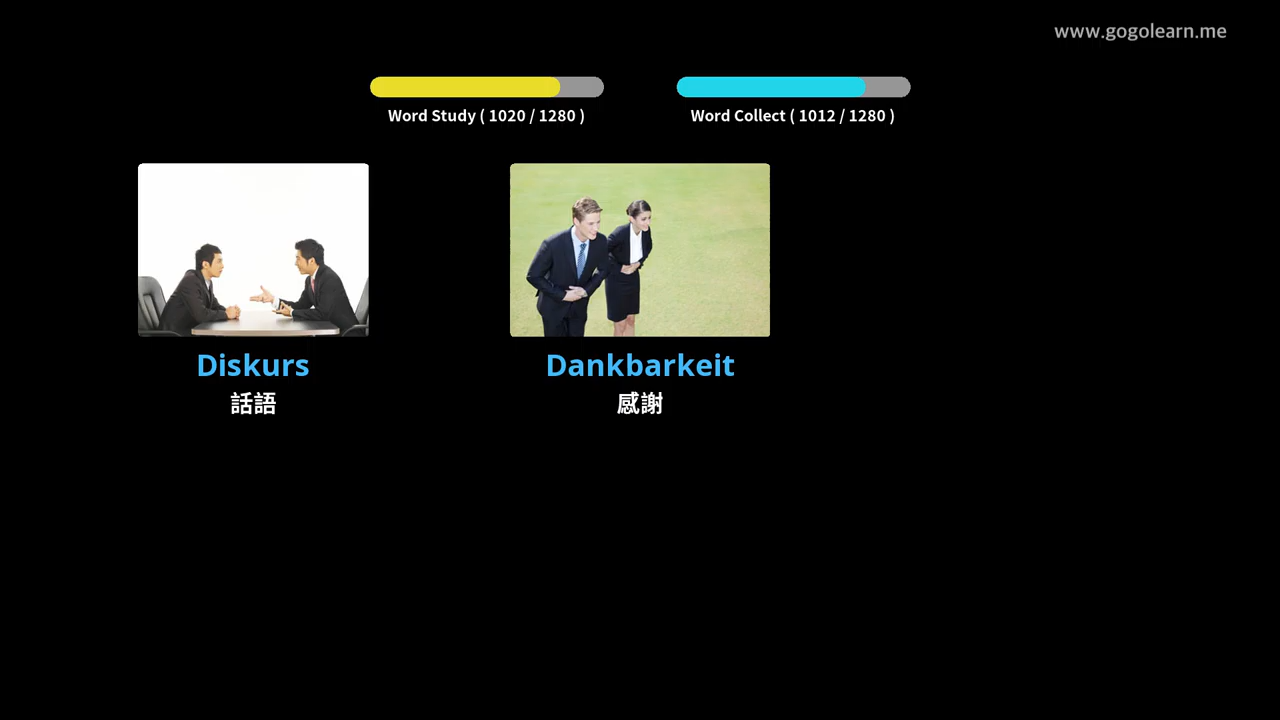 www.gogolearn.me
Word Study ( 1020 / 1280 )
Word Collect ( 1012 / 1280 )
Diskurs
話語
Dankbarkeit
感謝